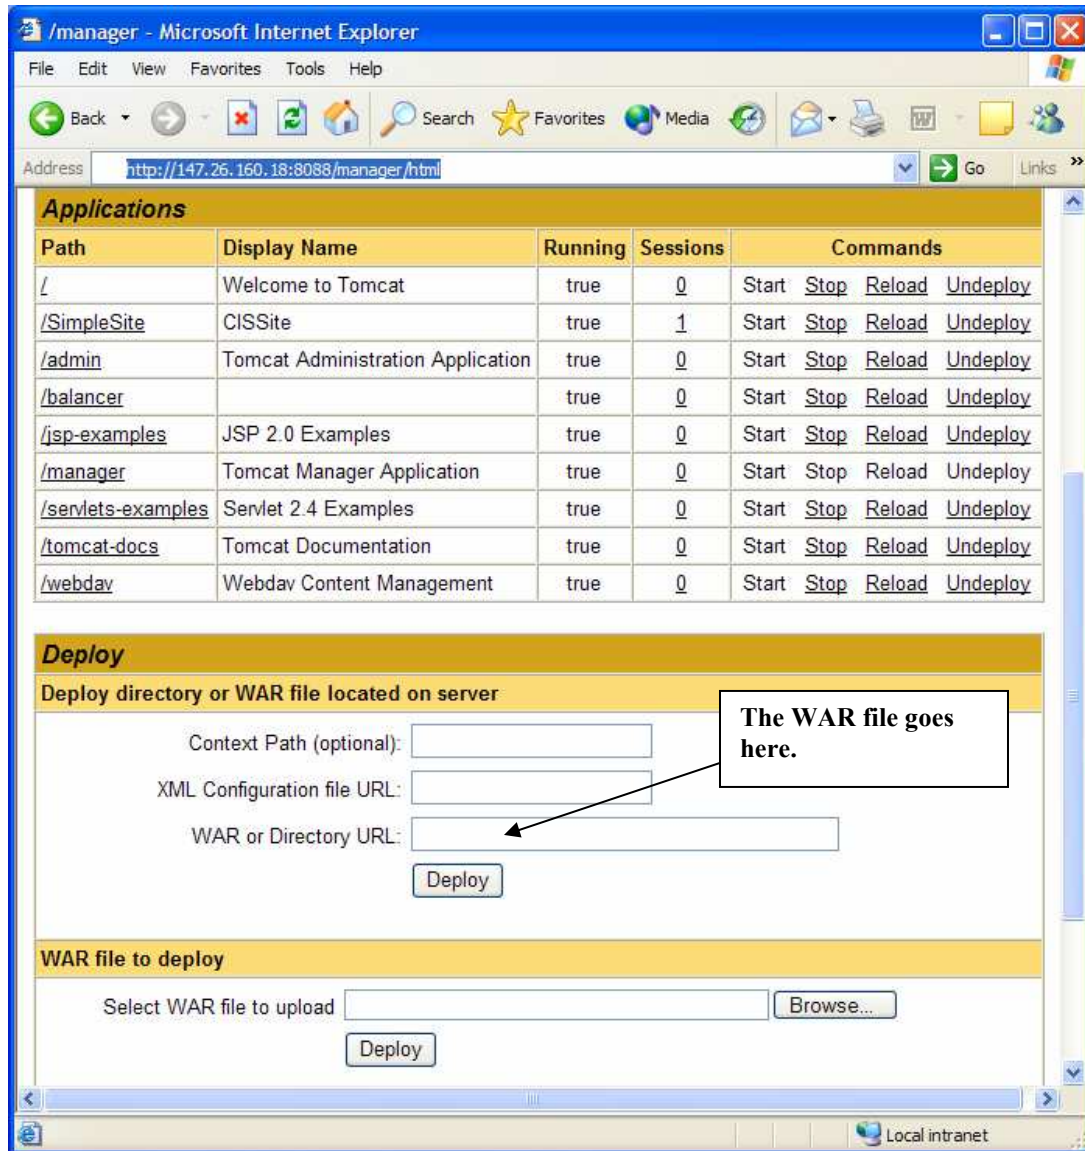 /manager - Microsoft Internet Explorer
File Edit View Favorites Tools Help
Back Search Favorites Media
Address http://147.26.160.18:8088/manager/html Go Links »
Applications
Path Display Name Running Sessions Commands
/ Welcome to Tomcat true 0 Start Stop Reload Undeploy
/SimpleSite CISSite true 1 Start Stop Reload Undeploy
/admin Tomcat Administration Application true 0 Start Stop Reload Undeploy
/balancer true 0 Start Stop Reload Undeploy
/jsp-examples JSP 2.0 Examples true 0 Start Stop Reload Undeploy
/manager Tomcat Manager Application true 0 Start Stop Reload Undeploy
/servlets-examples Servlet 2.4 Examples true 0 Start Stop Reload Undeploy
/tomcat-docs Tomcat Documentation true 0 Start Stop Reload Undeploy
/webdav Webdav Content Management true 0 Start Stop Reload Undeploy
Deploy
Deploy directory or WAR file located on server
The WAR file goes
here.
Context Path (optional):
XML Configuration file URL:
WAR or Directory URL:
Deploy
WAR file to deploy
Select WAR file to upload Browse...
Deploy
Local intranet